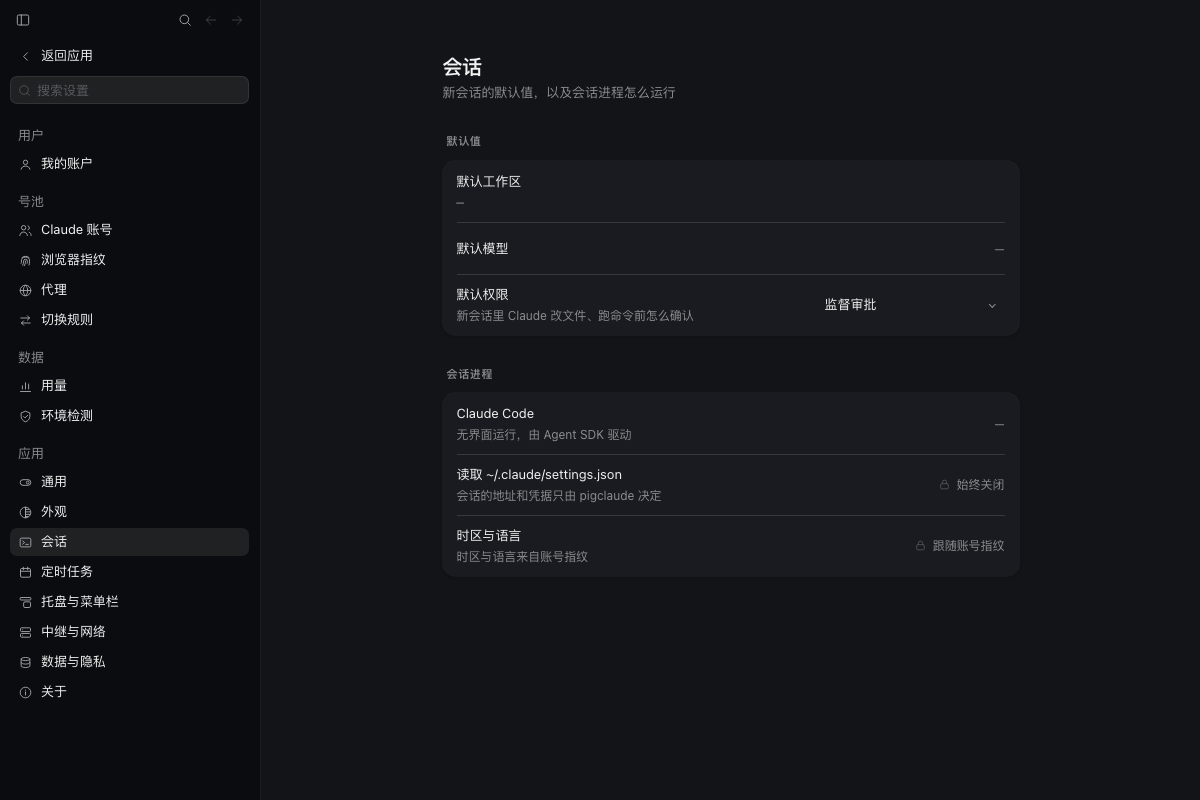 返回应用
搜索设置
用户
我的账户
号池
Claude 账号
浏览器指纹
代理
切换规则
数据
用量
环境检测
应用
通用
外观
会话
定时任务
托盘与菜单栏
中继与网络
数据与隐私
关于
会话
新会话的默认值，以及会话进程怎么运行
默认值
默认工作区
—
默认模型
—
默认权限
新会话里 Claude 改文件、跑命令前怎么确认
监督审批
会话进程
Claude Code
无界面运行，由 Agent SDK 驱动
—
读取 ~/.claude/settings.json
会话的地址和凭据只由 pigclaude 决定
始终关闭
时区与语言
时区与语言来自账号指纹
跟随账号指纹